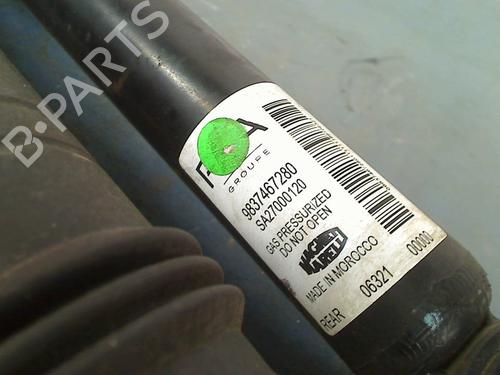 B-PARTS
P A
GROUPE
9837467280
SA27000120
GAS PRESSURIZED
DO NOT OPEN
MAGNETI
MARELLI
MADE IN MOROCCO
REAR 06321 00000